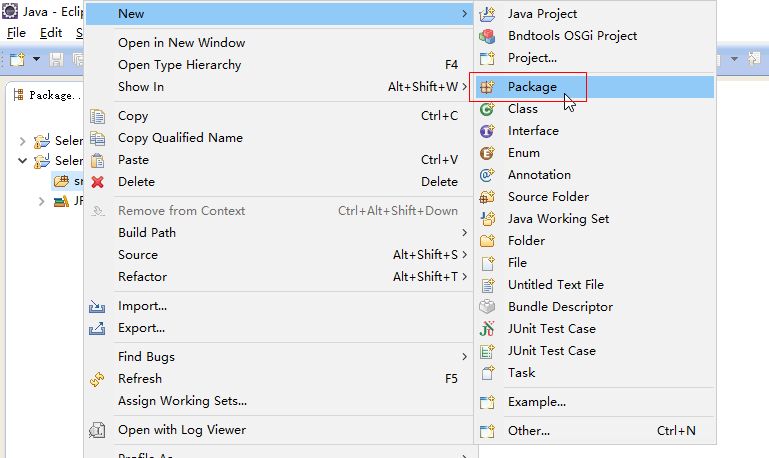 Java - Eclip
File Edit S
Package..
Seler
Seler
sr
New
Open in New Window
Open Type Hierarchy F4
Show In Alt+Shift+W
Copy Ctrl+C
Copy Qualified Name
Paste Ctrl+V
Delete Delete
Remove from Context Ctrl+Alt+Shift+Down
Build Path
Source Alt+Shift+S
Refactor Alt+Shift+T
Import...
Export...
Find Bugs
Refresh F5
Assign Working Sets...
Open with Log Viewer
Profile As
Java Project
Bndtools OSGi Project
Project...
Package
Class
Interface
Enum
Annotation
Source Folder
Java Working Set
Folder
File
Untitled Text File
Bundle Descriptor
JUnit Test Case
JUnit Test Case
Task
Example...
Other... Ctrl+N